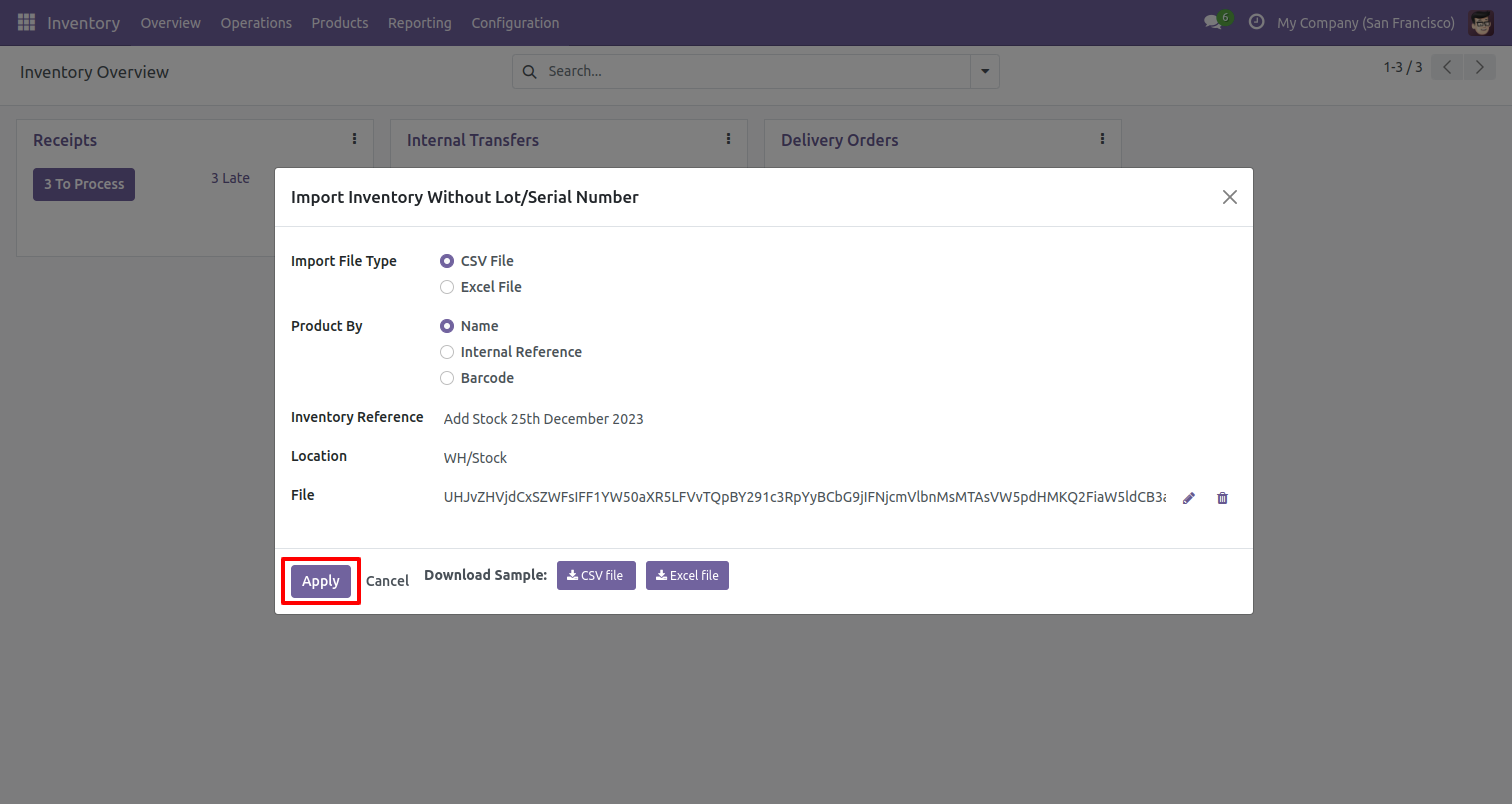 Inventory Overview Operations Products Reporting Configuration 6 My Company (San Francisco)
Inventory Overview Search... 1-3 / 3
Receipts Internal Transfers Delivery Orders
3 To Process 3 Late
Import Inventory Without Lot/Serial Number
Import File Type CSV File
Excel File
Product By Name
Internal Reference
Barcode
Inventory Reference Add Stock 25th December 2023
Location WH/Stock
File
Apply Cancel Download Sample: CSV file Excel file